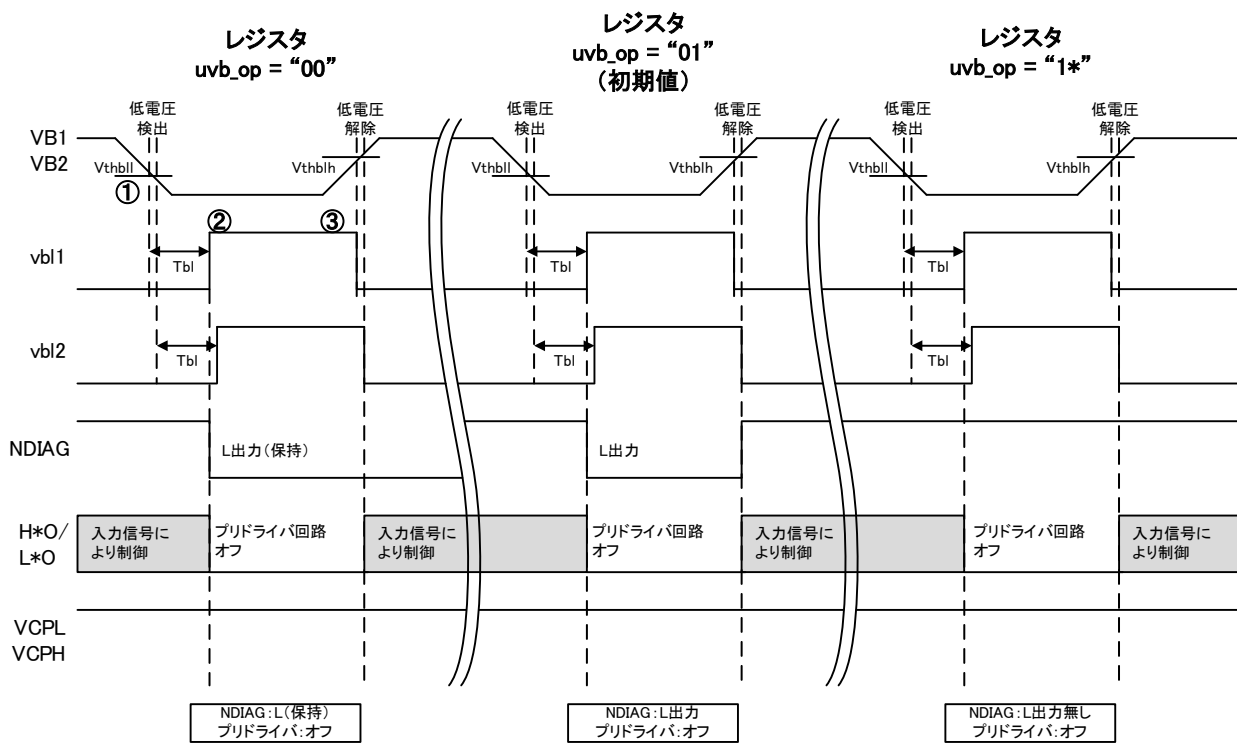 レジスタ
uvb_op = “00”
レジスタ
uvb_op = “01”
（初期値）
レジスタ
uvb_op = “1*”
低電圧
検出
低電圧
解除
低電圧
検出
低電圧
解除
低電圧
検出
低電圧
解除
VB1
VB2
Vthbll
Vthblh
Vthbll
Vthblh
Vthbll
Vthblh
①
②
③
vbl1
Tbl
Tbl
Tbl
vbl2
Tbl
Tbl
Tbl
NDIAG
L出力（保持）
L出力
H*O/
L*O
入力信号に
より制御
プリドライバ回路
オフ
入力信号に
より制御
プリドライバ回路
オフ
入力信号に
より制御
プリドライバ回路
オフ
入力信号に
より制御
VCPL
VCPH
NDIAG：L（保持）
プリドライバ：オフ
NDIAG：L出力
プリドライバ：オフ
NDIAG：L出力無し
プリドライバ：オフ